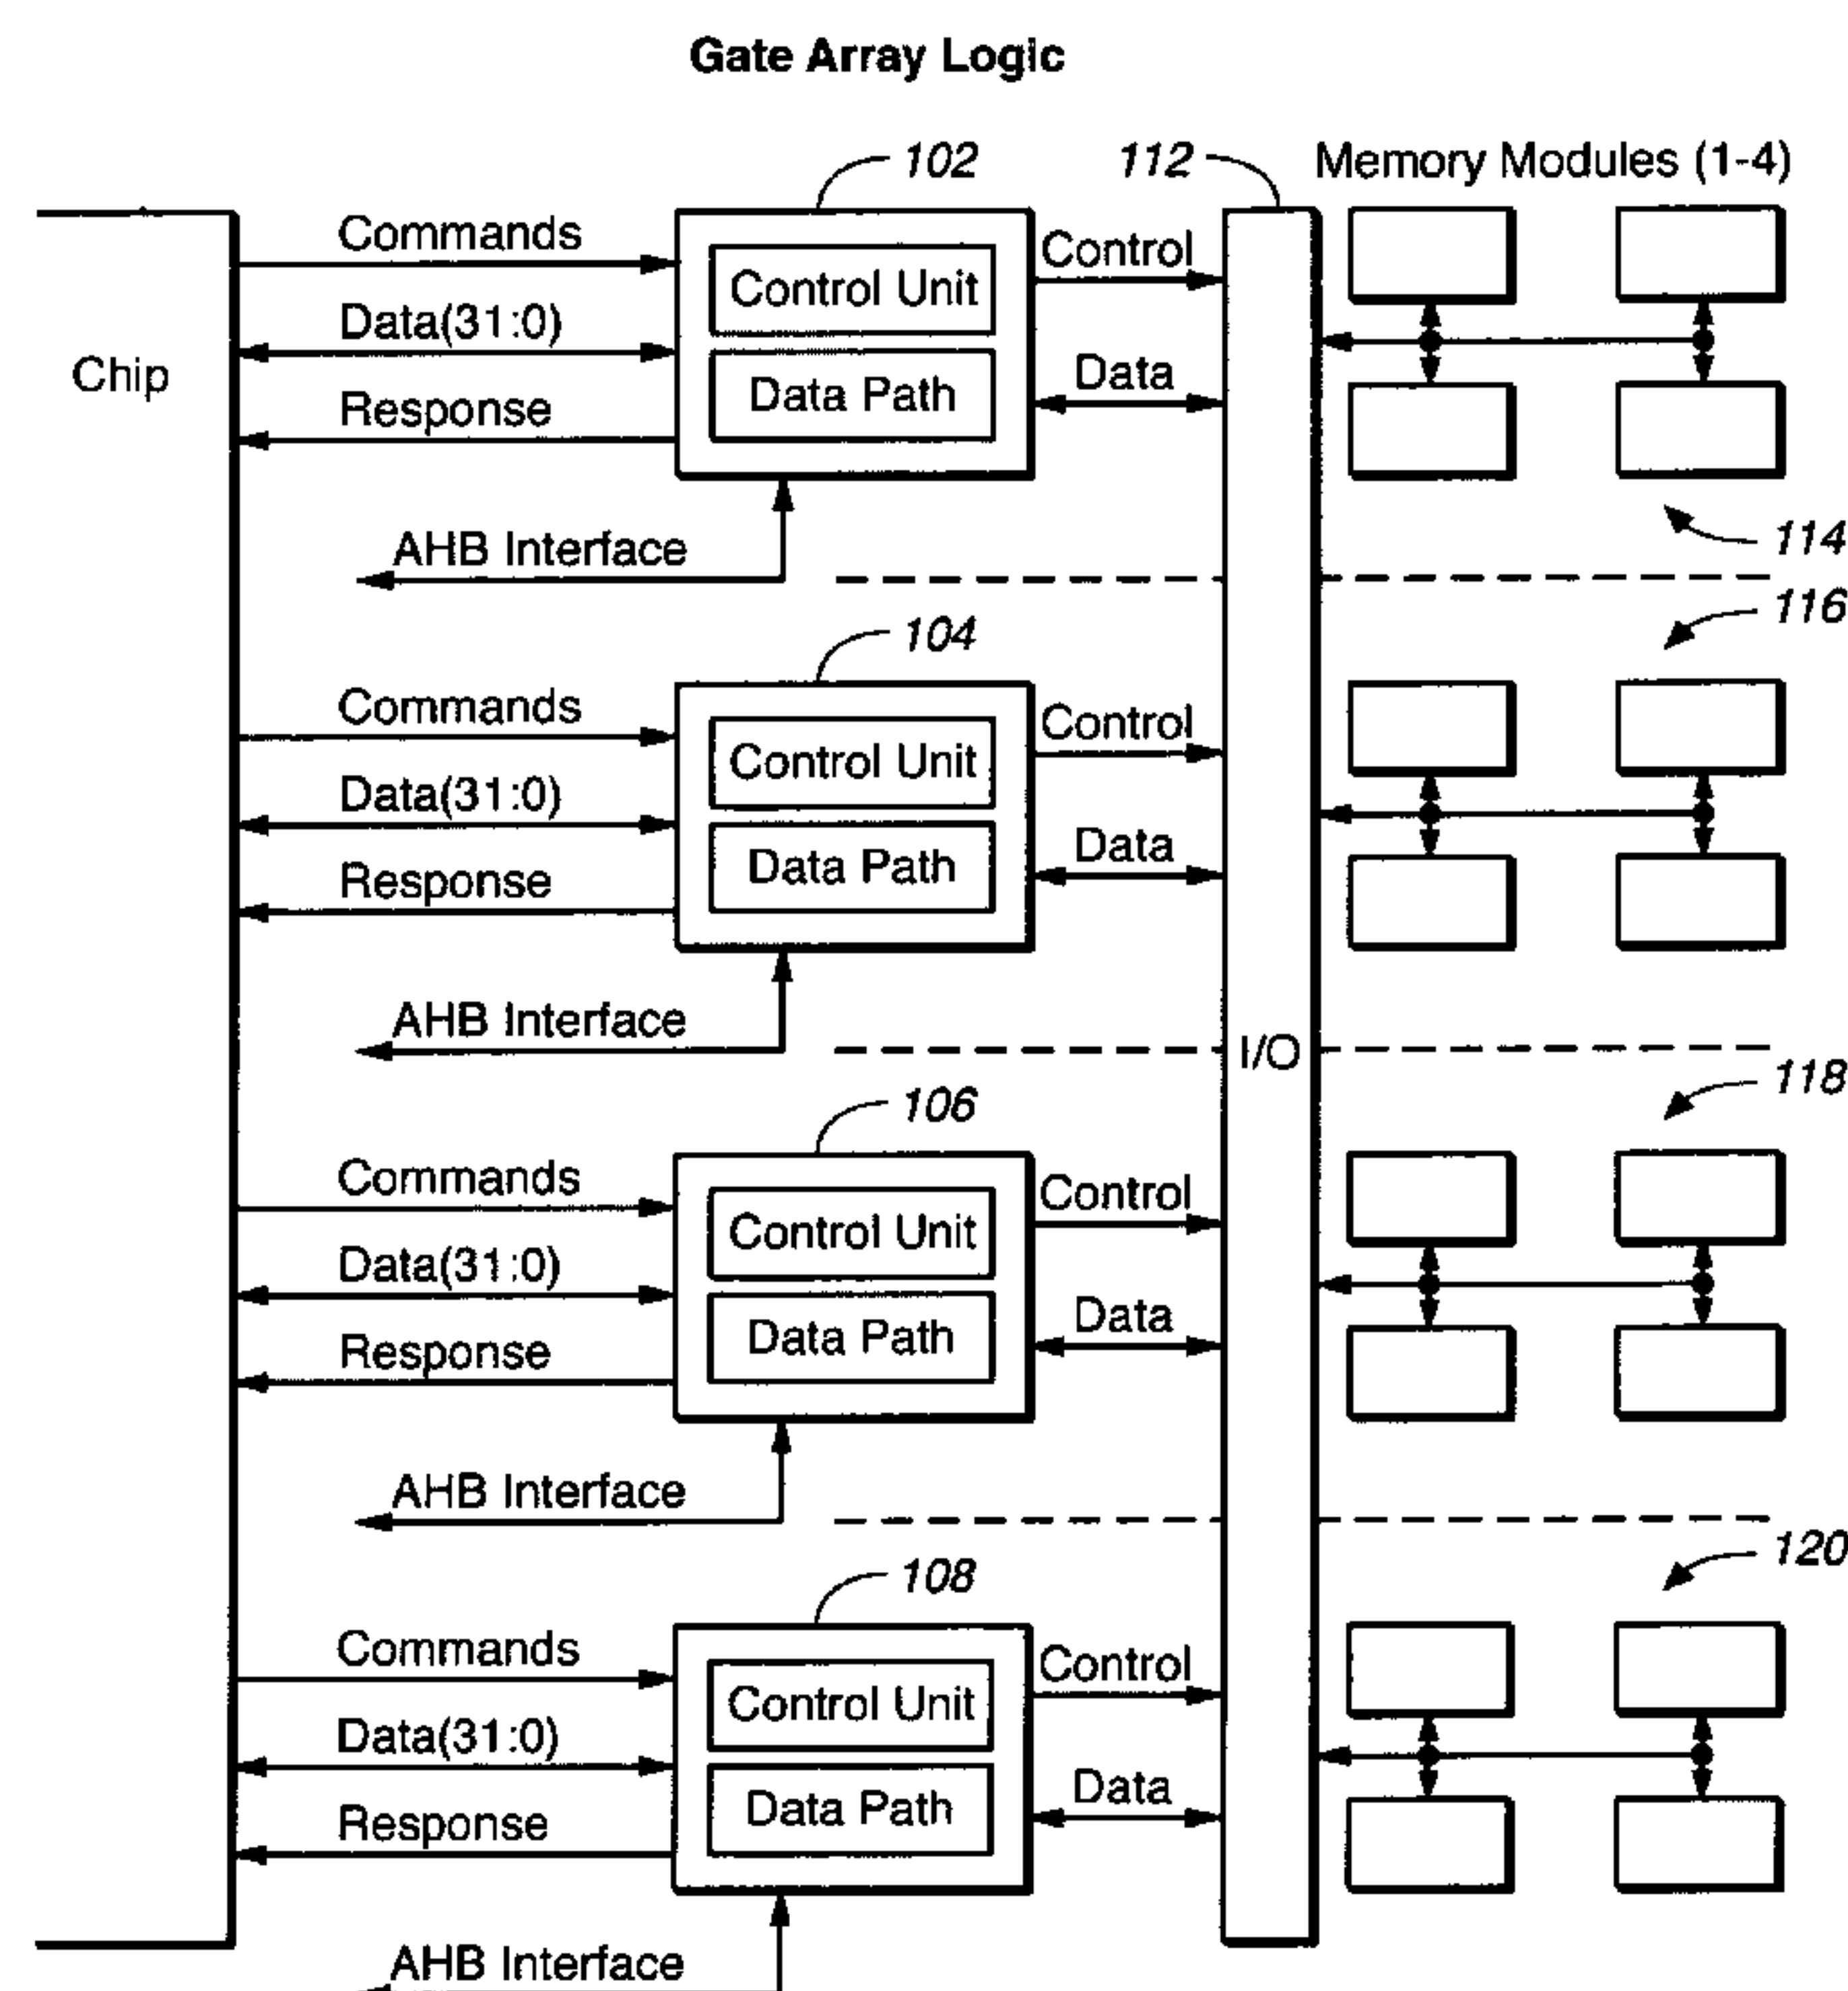 Gate Array Logic
102
112
Memory Modules (1-4)
Commands
Control
Control Unit
Data(31:0)
Chip
Data
Data Path
Response
AHB Interface
114
116
104
Commands
Control
Control Unit
Data(31:0)
Data
Data Path
Response
AHB Interface
I/O
118
106
Commands
Control
Control Unit
Data(31:0)
Data
Data Path
Response
AHB Interface
120
108
Commands
Control
Control Unit
Data(31:0)
Data
Data Path
Response
AHB Interface